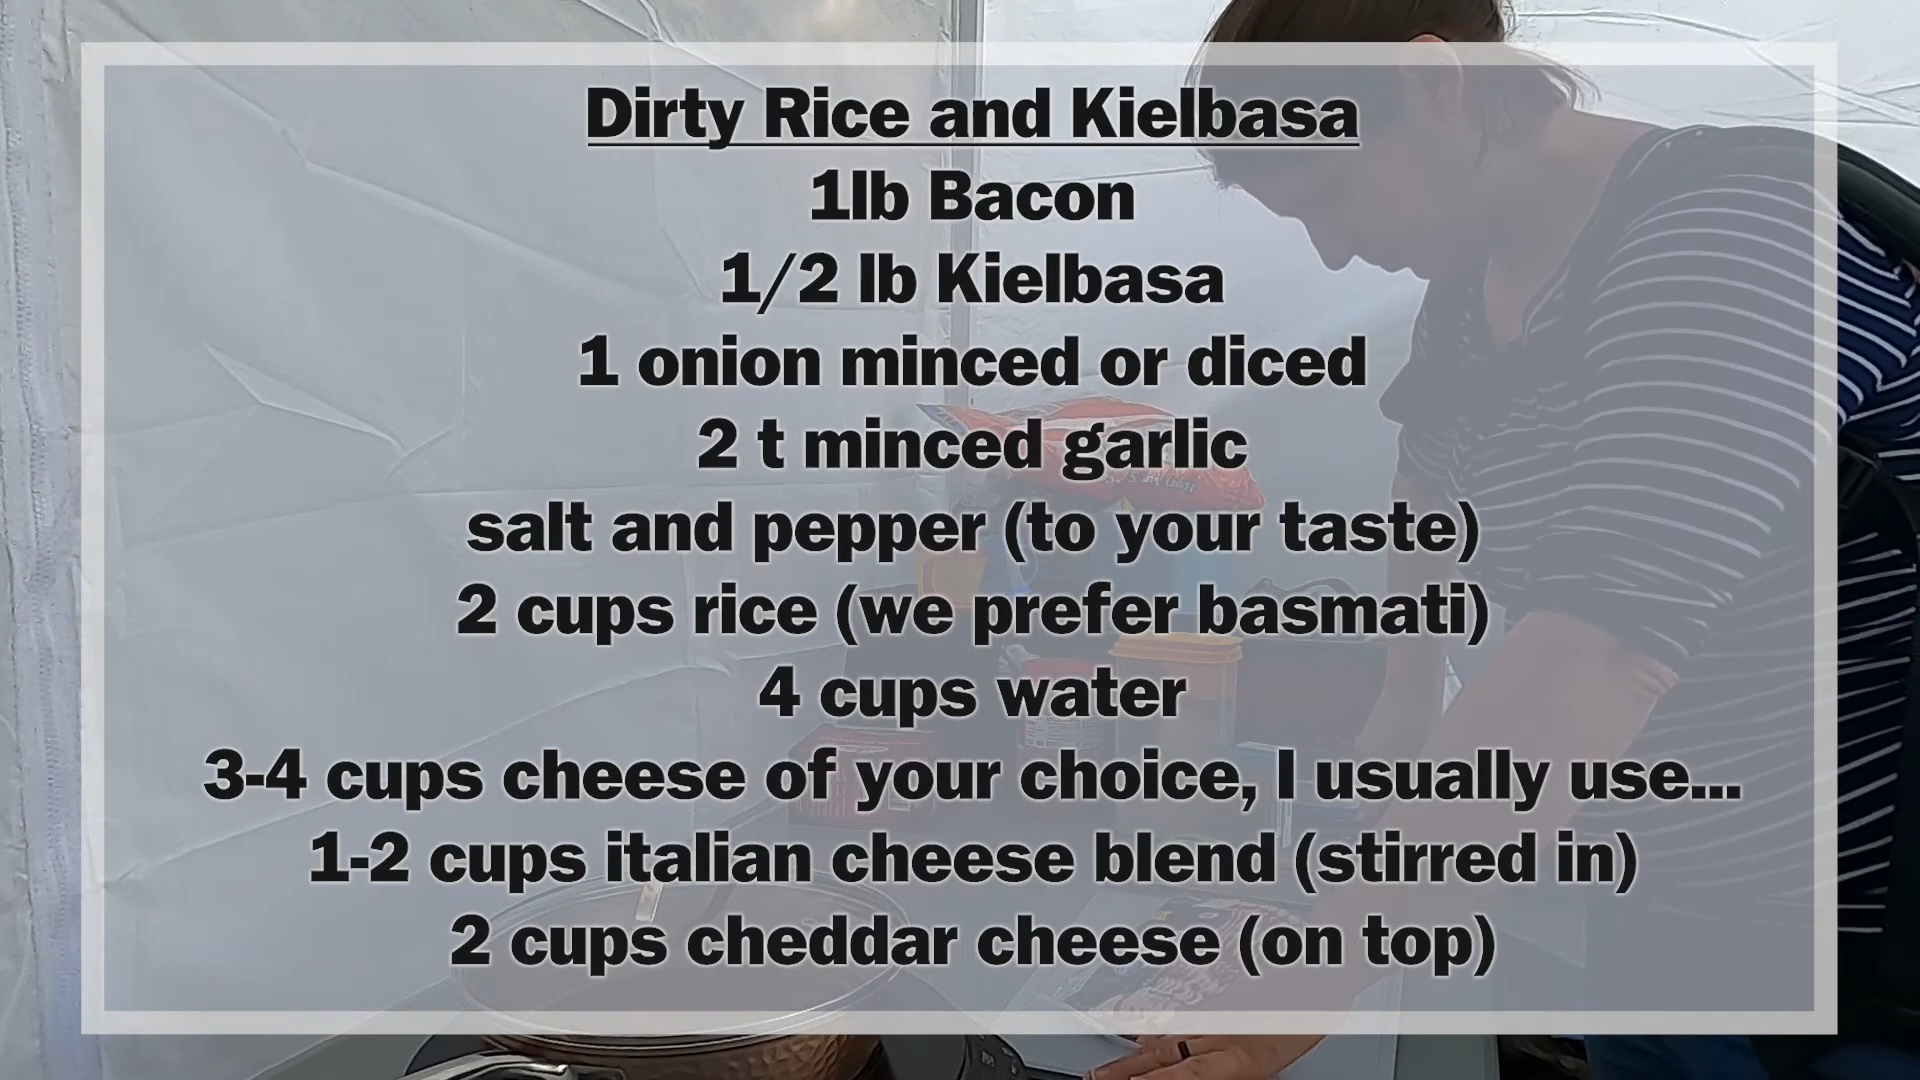 Dirty Rice and Kielbasa
1lb Bacon
1/2 lb Kielbasa
1 onion minced or diced
2 t minced garlic
salt and pepper (to your taste)
2 cups rice (we prefer basmati)
4 cups water
3-4 cups cheese of your choice, I usually use...
1-2 cups italian cheese blend (stirred in)
2 cups cheddar cheese (on top)